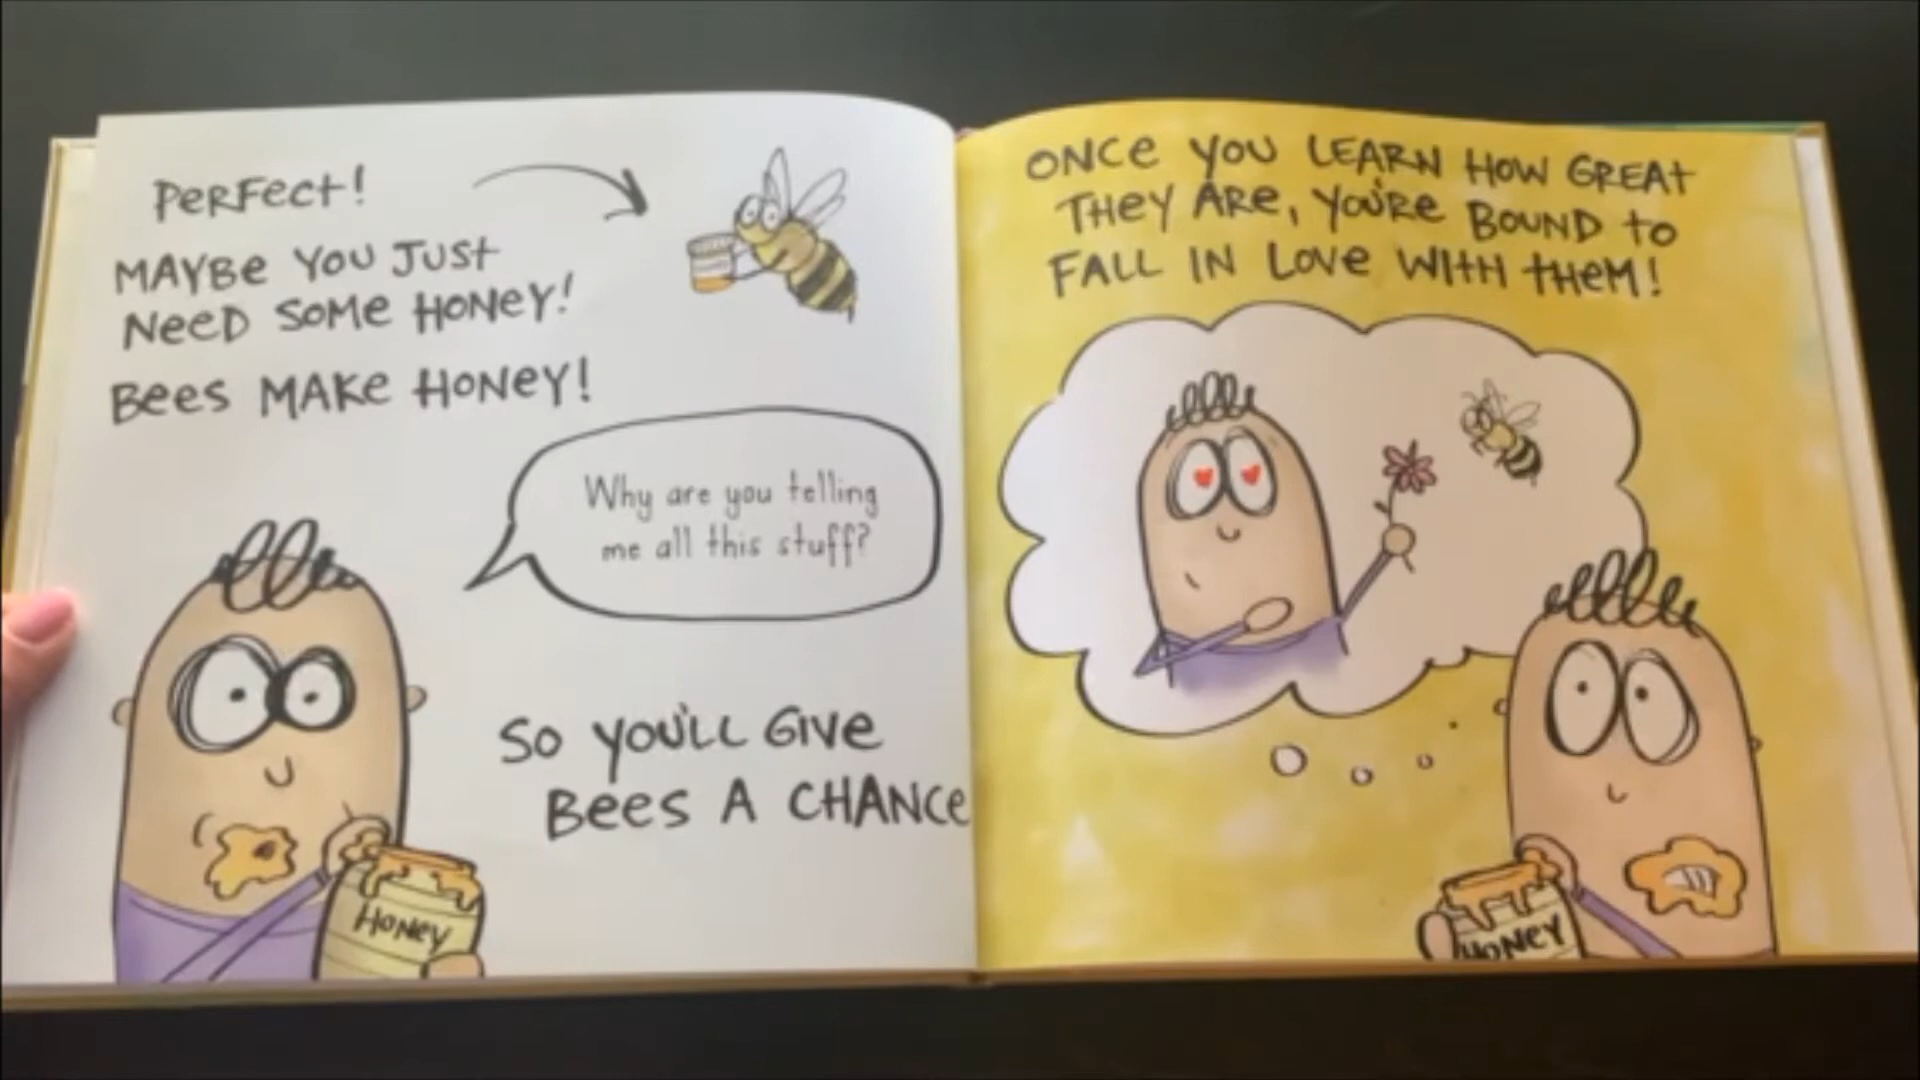 PERFECT!
MAYBE YOU JUST
NEED SOME HONEY!
BEES MAKE HONEY!
Why are you telling
me all this stuff?
SO YOU'LL GIVE
BEES A CHANCE
HONEY
ONCE YOU LEARN HOW GREAT
THEY ARE, YOU'RE BOUND TO
FALL IN LOVE WITH THEM!
HONEY